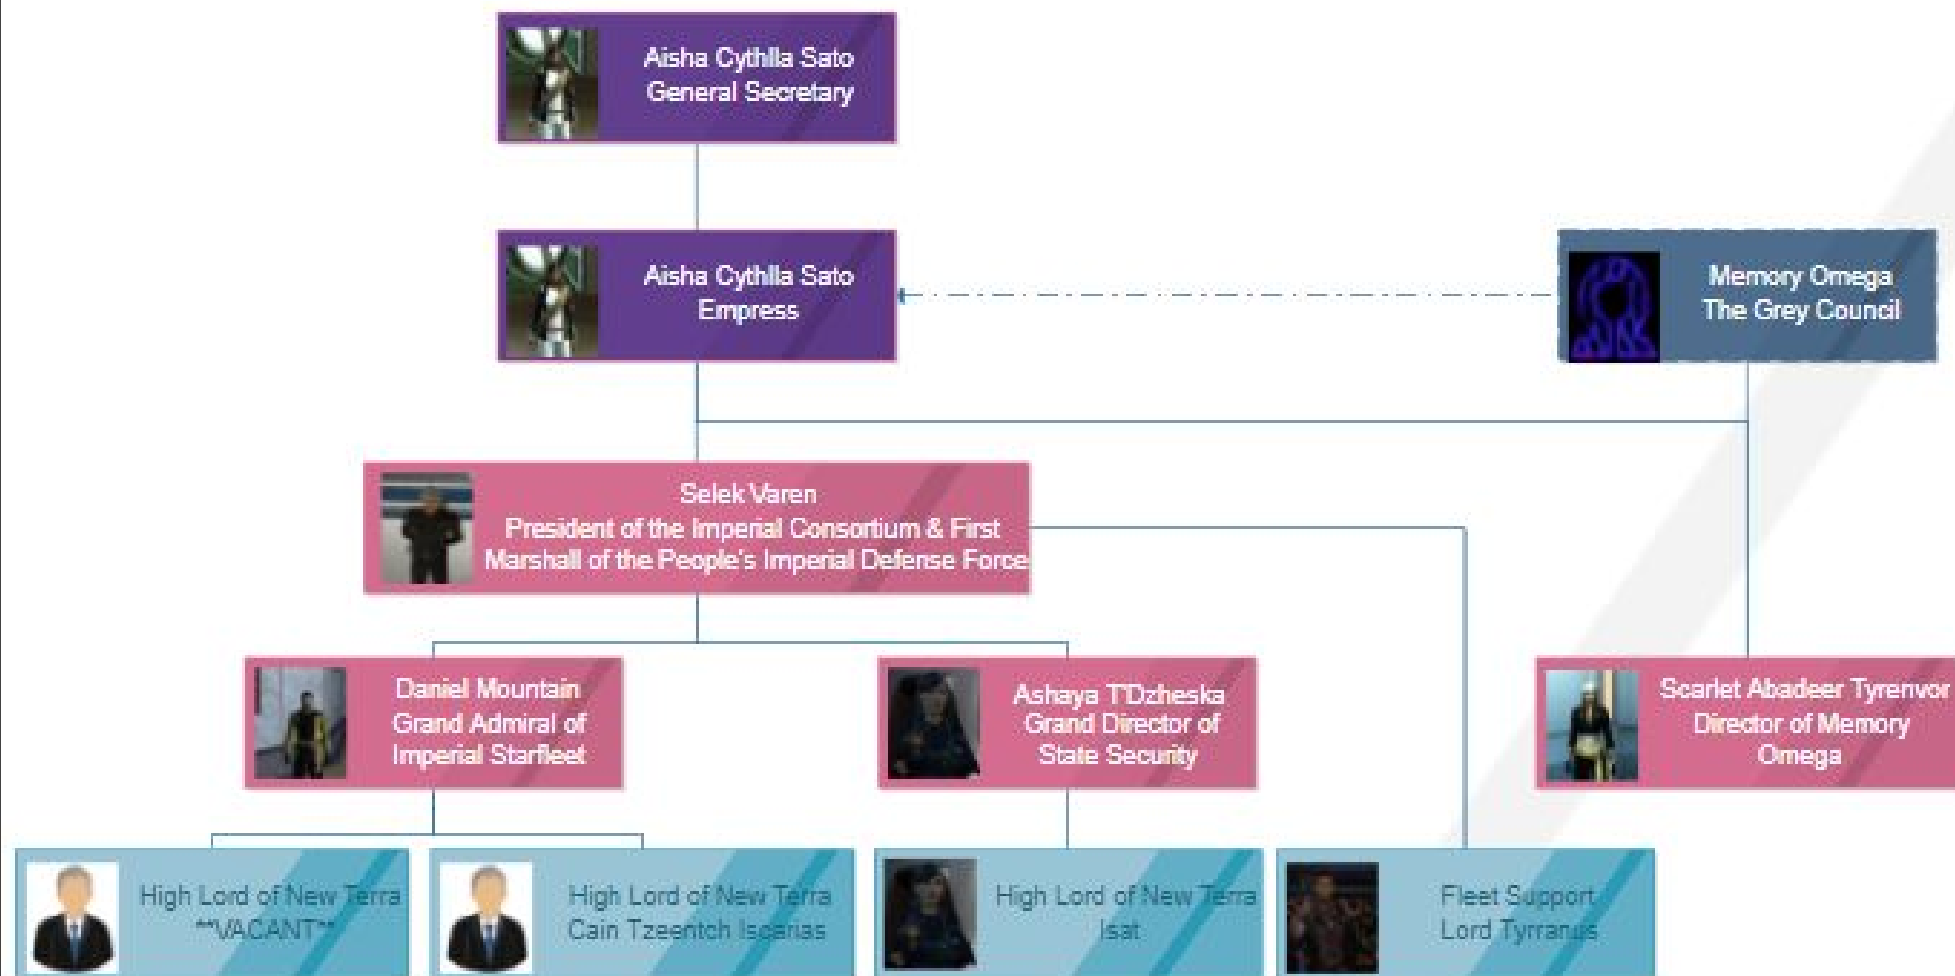 Aisha Cythlla Sato
General Secretary
Aisha Cythlla Sato
Empress
Memory Omega
The Grey Council
Selek Varen
President of the Imperial Consortium & First
Marshall of the People's Imperial Defense Force
Daniel Mountain
Grand Admiral of
Imperial Starfleet
Ashaya T'Dzheska
Grand Director of
State Security
Scarlet Abadeer Tyrenvor
Director of Memory
Omega
High Lord of New Terra
**VACANT**
High Lord of New Terra
Cain Tzeentch Iscarias
High Lord of New Terra
Isat
Fleet Support
Lord Tyrranus